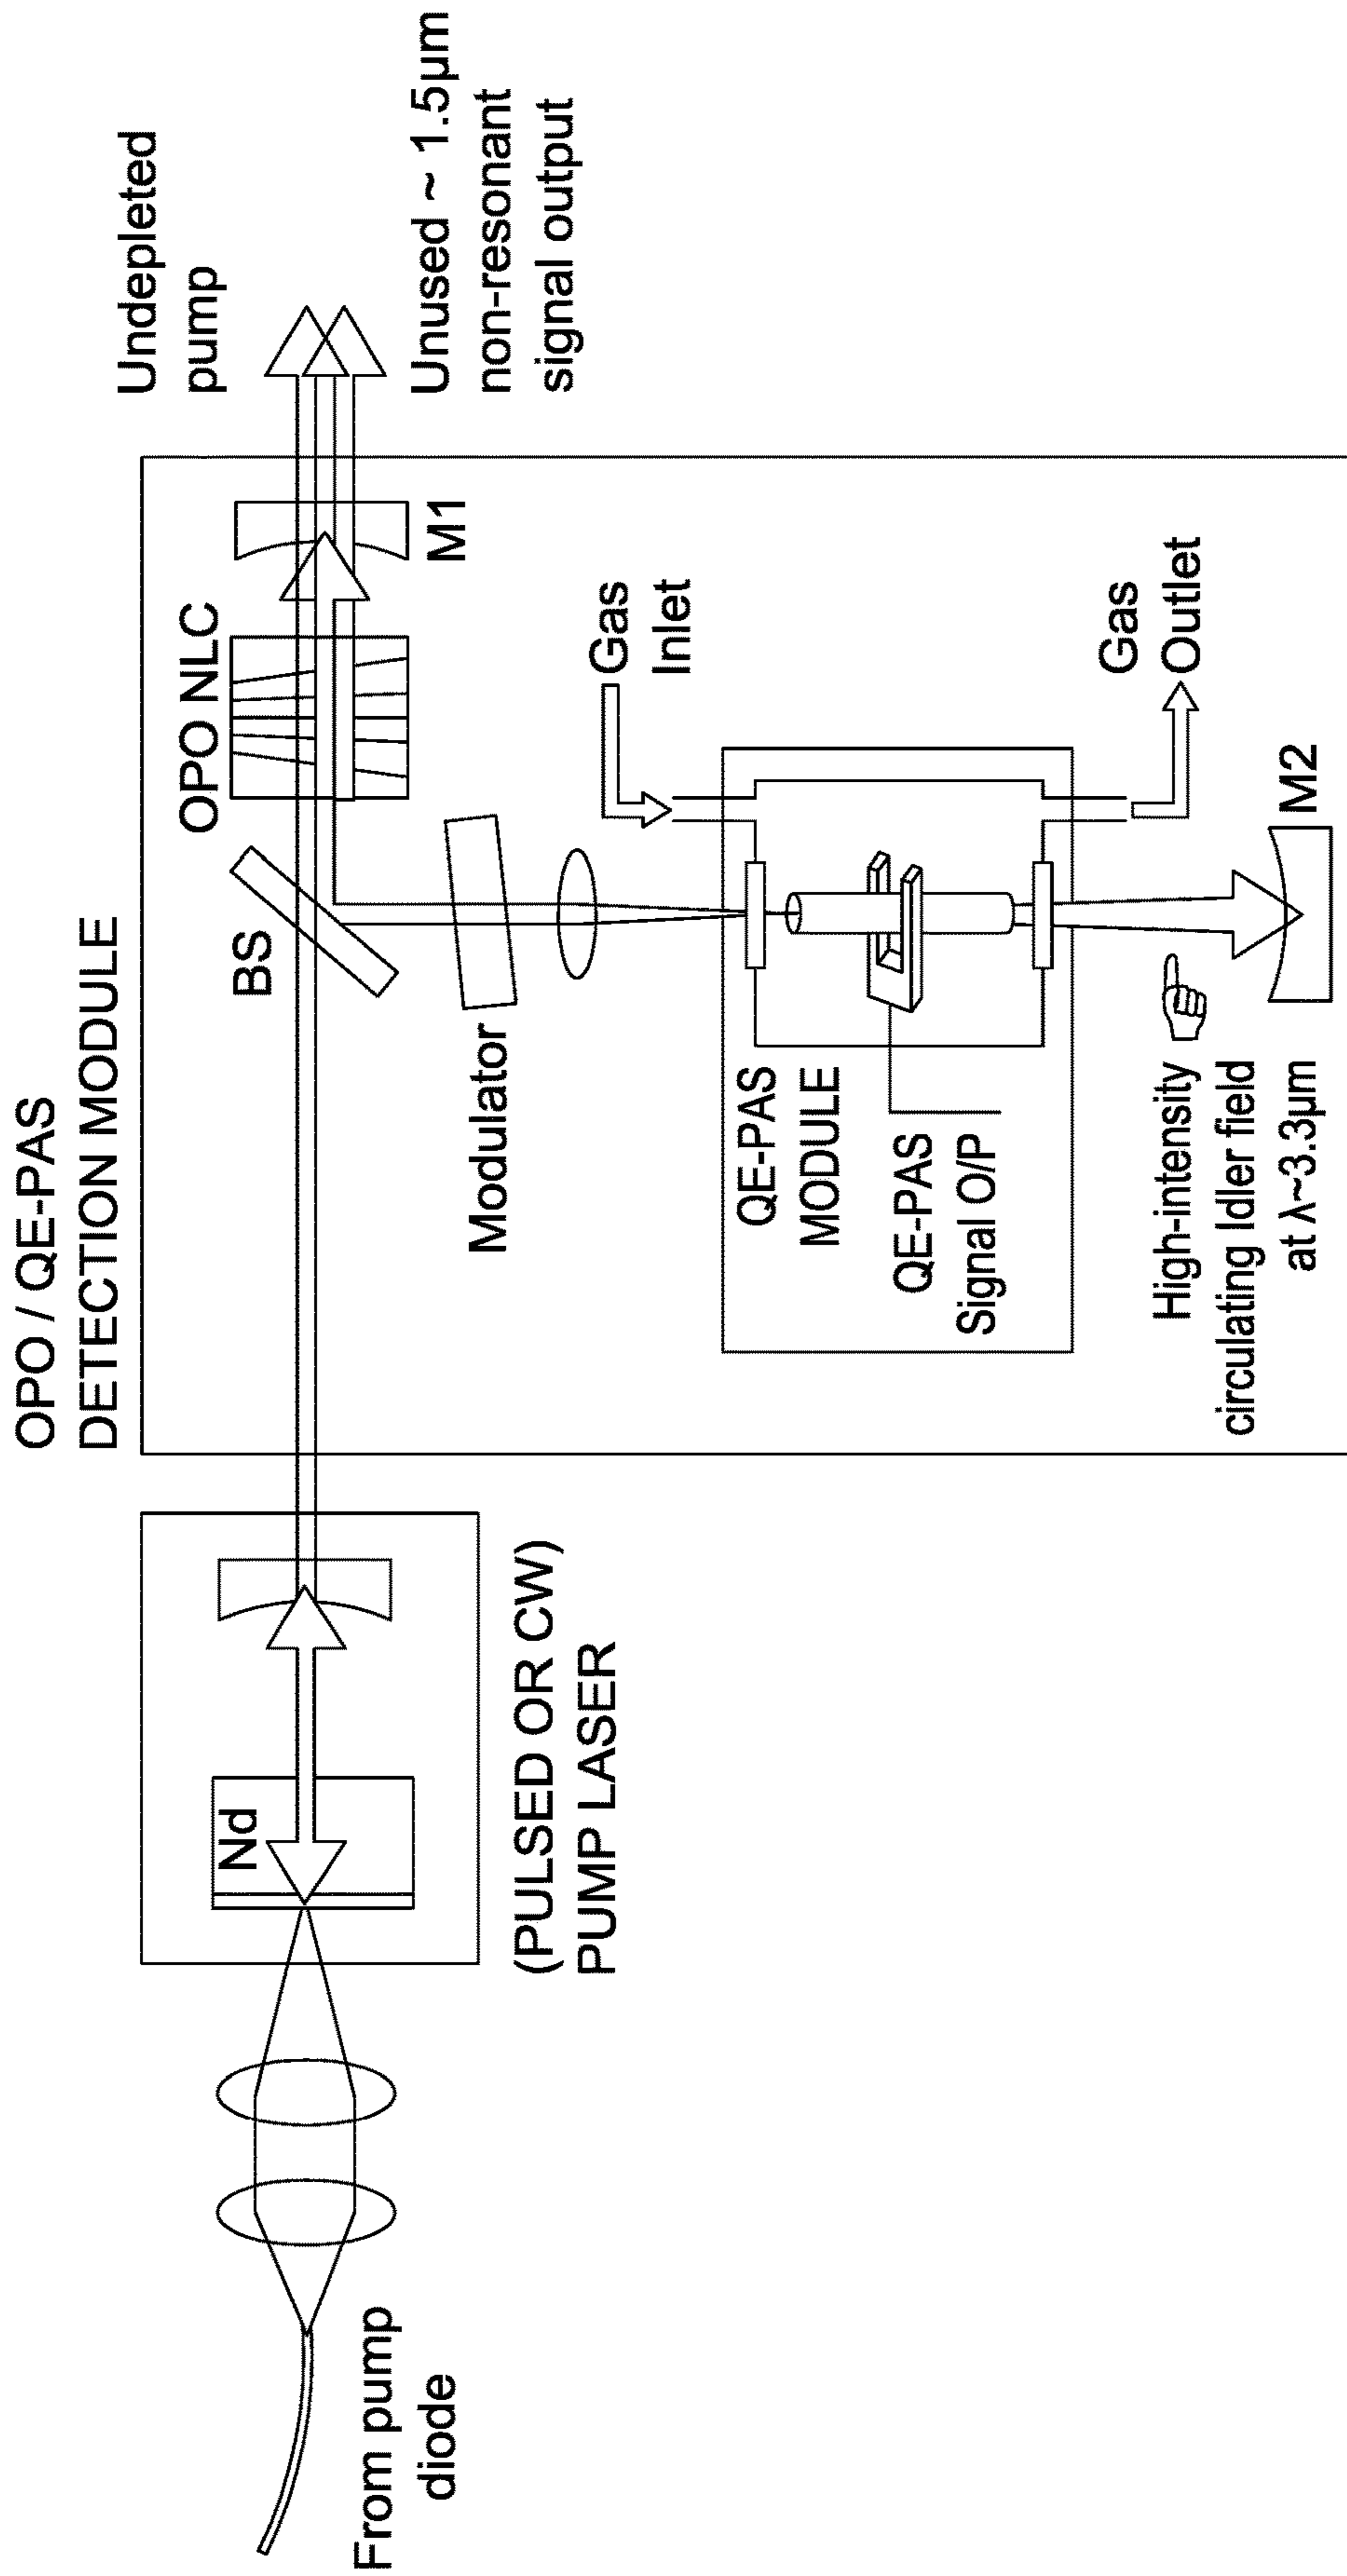 OPO / QE-PAS
DETECTION MODULE
Undepleted
pump
Unused ~ 1.5µm
non-resonant
signal output
OPO NLC
M1
BS
Modulator
Gas
Inlet
Gas
Outlet
QE-PAS
MODULE
QE-PAS
Signal O/P
M2
High-intensity
circulating Idler field
at λ~3.3µm
Nd
(PULSED OR CW)
PUMP LASER
From pump
diode